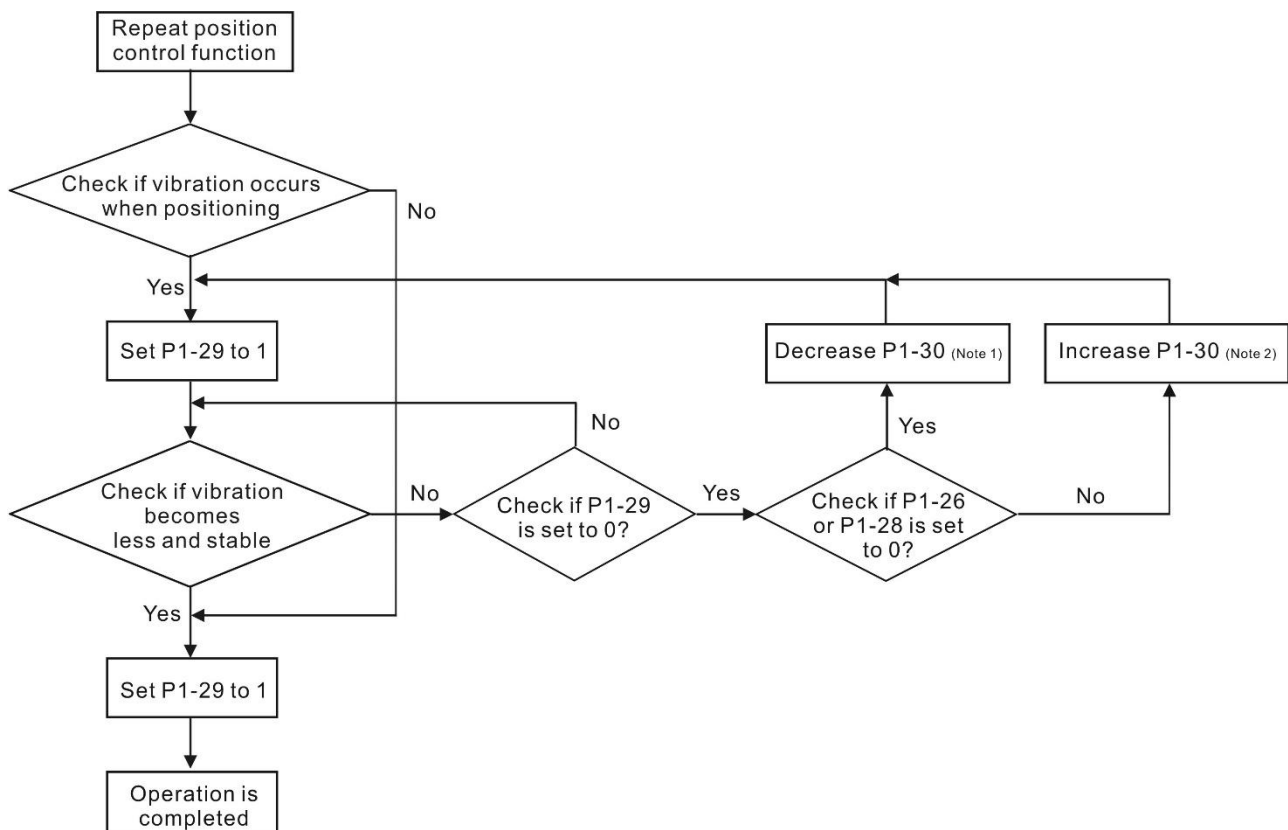 Repeat position
control function
Check if vibration occurs
when positioning
No
Yes
Set P1-29 to 1
Decrease P1-30 (Note 1)
Increase P1-30 (Note 2)
No
Yes
Check if vibration
becomes
less and stable
No
Check if P1-29
is set to 0?
Yes
Check if P1-26
or P1-28 is set
to 0?
No
Yes
Set P1-29 to 1
Operation is
completed